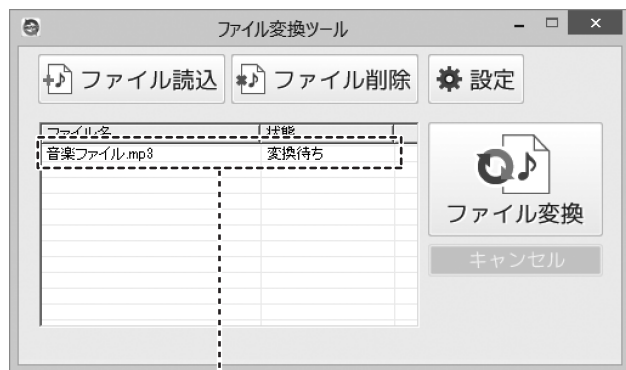 ファイル変換ツール
ファイル読込
ファイル削除
設定
ファイル名
状態
音楽ファイル.mp3
変換待ち
ファイル変換
キャンセル